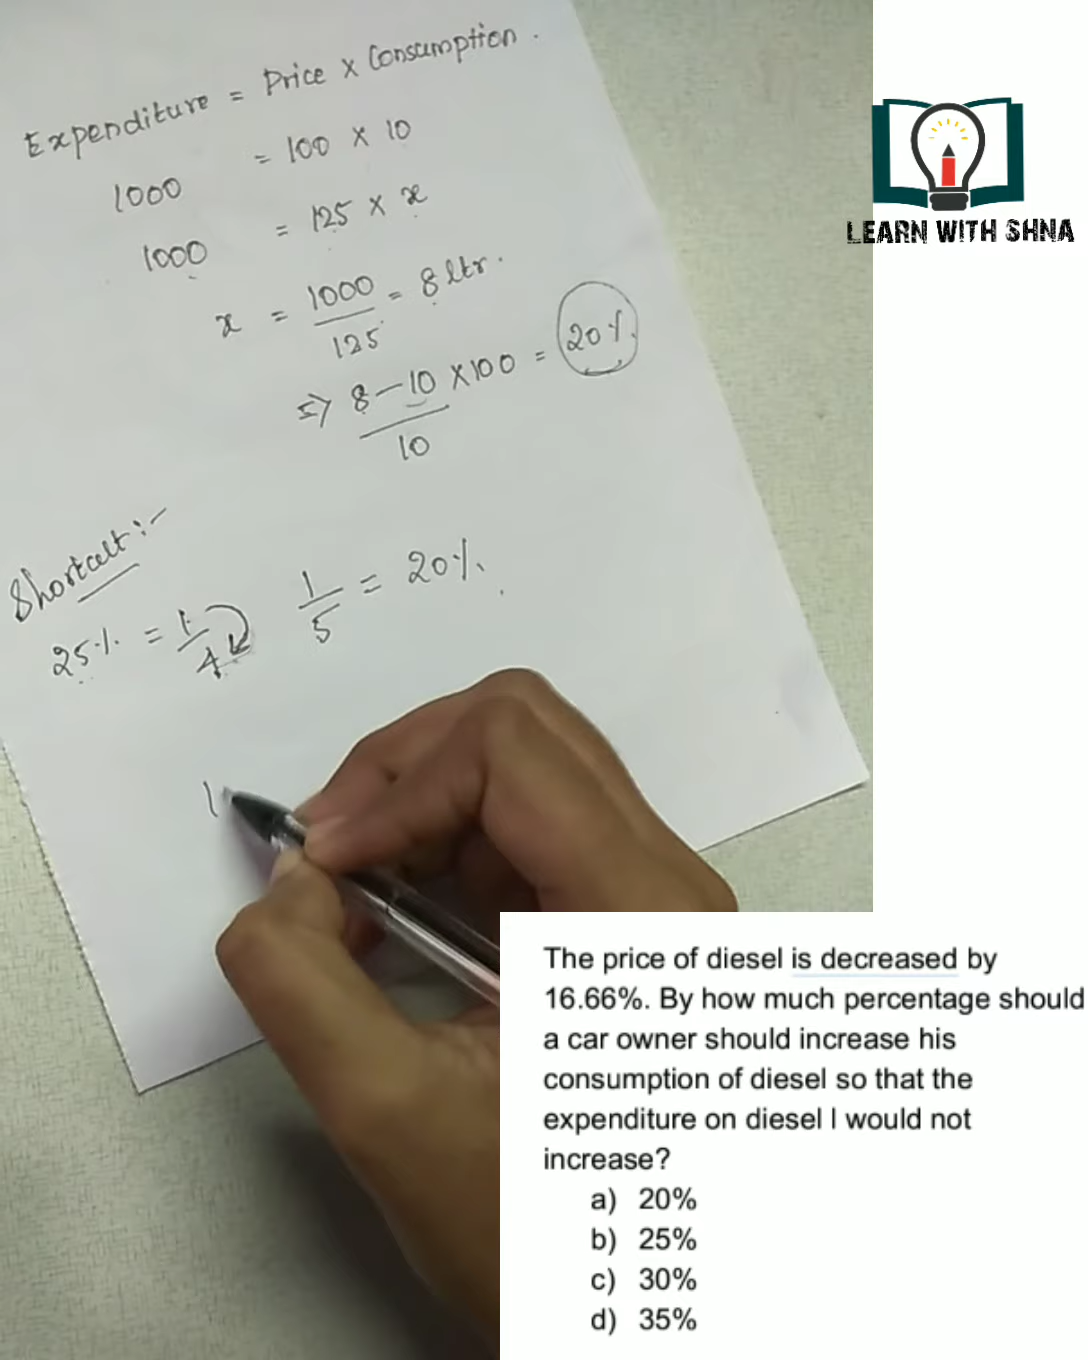 Expenditure = Price x Consumption.
1000 = 100 x 10
1000 = 125 x x
x = 1000/125 = 8 ltr.
=> 8-10/10 x100 = 20%
LEARN WITH SHNA
Shortcut:-
25% = 1/4 1/5 = 20%
1
The price of diesel is decreased by
16.66%. By how much percentage should
a car owner should increase his
consumption of diesel so that the
expenditure on diesel I would not
increase?
a) 20%
b) 25%
c) 30%
d) 35%